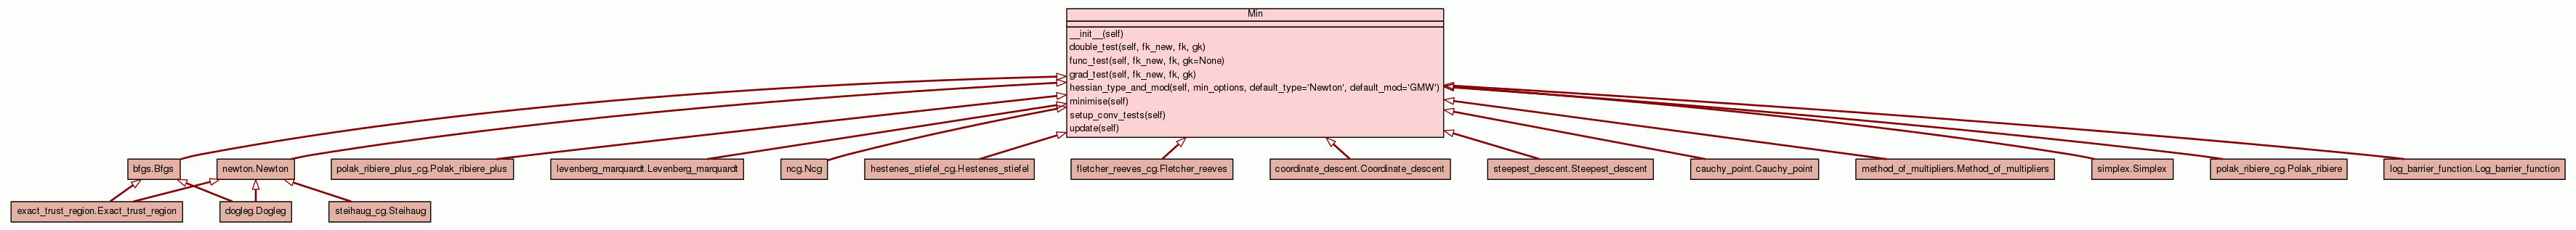 Min
__init__(self)
double_test(self, fk_new, fk, gk)
func_test(self, fk_new, fk, gk=None)
grad_test(self, fk_new, fk, gk)
hessian_type_and_mod(self, min_options, default_type='Newton', default_mod='GMW')
minimise(self)
setup_conv_tests(self)
update(self)
bfgs.Bfgs
newton.Newton
polak_ribiere_plus_cg.Polak_ribiere_plus
levenberg_marquardt.Levenberg_marquardt
ncg.Ncg
hestenes_stiefel_cg.Hestenes_stiefel
fletcher_reeves_cg.Fletcher_reeves
coordinate_descent.Coordinate_descent
steepest_descent.Steepest_descent
cauchy_point.Cauchy_point
method_of_multipliers.Method_of_multipliers
simplex.Simplex
polak_ribiere_cg.Polak_ribiere
log_barrier_function.Log_barrier_function
exact_trust_region.Exact_trust_region
dogleg.Dogleg
steihaug_cg.Steihaug